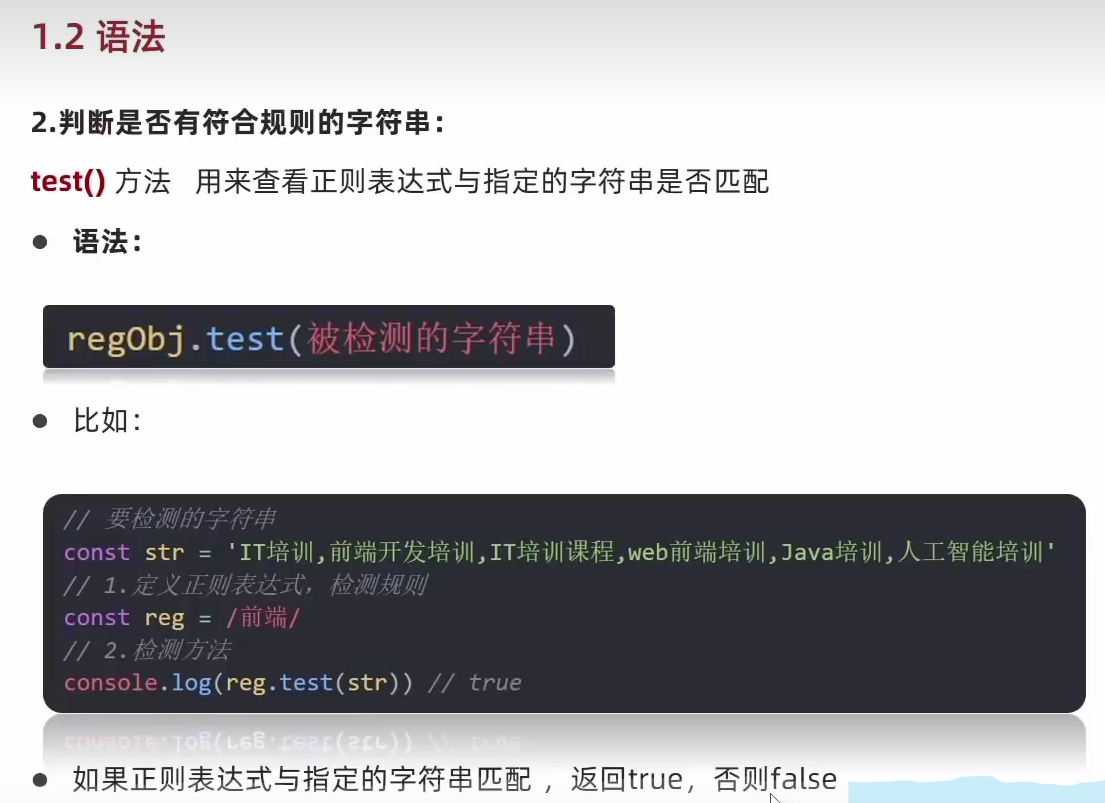 1.2 语法
2.判断是否有符合规则的字符串：
test() 方法 用来查看正则表达式与指定的字符串是否匹配
● 语法：
regObj.test(被检测的字符串)
● 比如：
// 要检测的字符串
const str = 'IT培训,前端开发培训,IT培训课程,web前端培训,Java培训,人工智能培训'
// 1.定义正则表达式，检测规则
const reg = /前端/
// 2.检测方法
console.log(reg.test(str)) // true
● 如果正则表达式与指定的字符串匹配 ，返回true，否则false